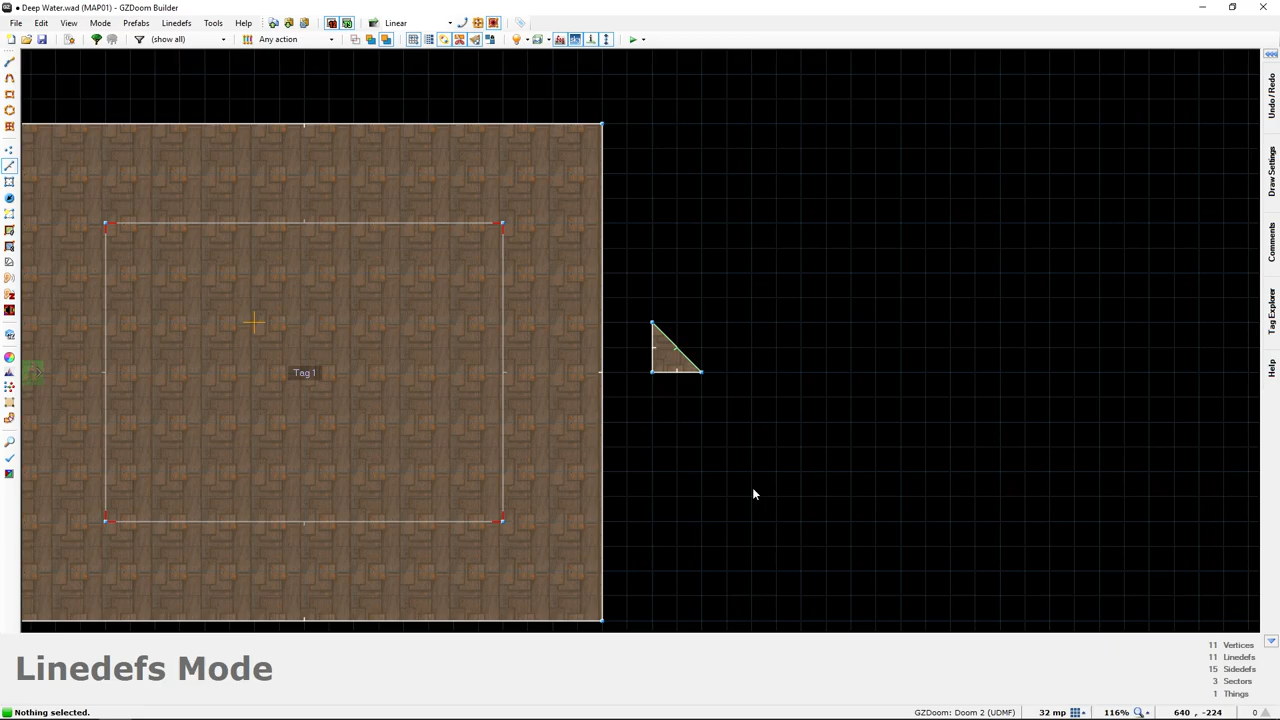 ● Deep Water.wad (MAP01) - GZDoom Builder
File Edit View Mode Prefabs Linedefs Tools Help Linear
(show all) Any action
Tag 1
Undo / Redo
Draw Settings
Comments
Tag Explorer
Help
Linedefs Mode
11 Vertices
11 Linedefs
15 Sidedefs
3 Sectors
1 Things
Nothing selected. GZDoom: Doom 2 (UDMF) 32 mp 116% 640 , -224 0